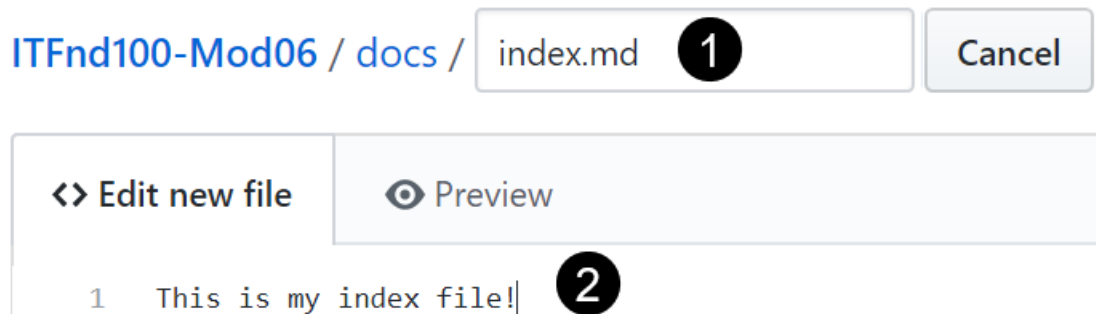 ITFnd100-Mod06 / docs / index.md 1 Cancel
<> Edit new file Preview
1 This is my index file! 2